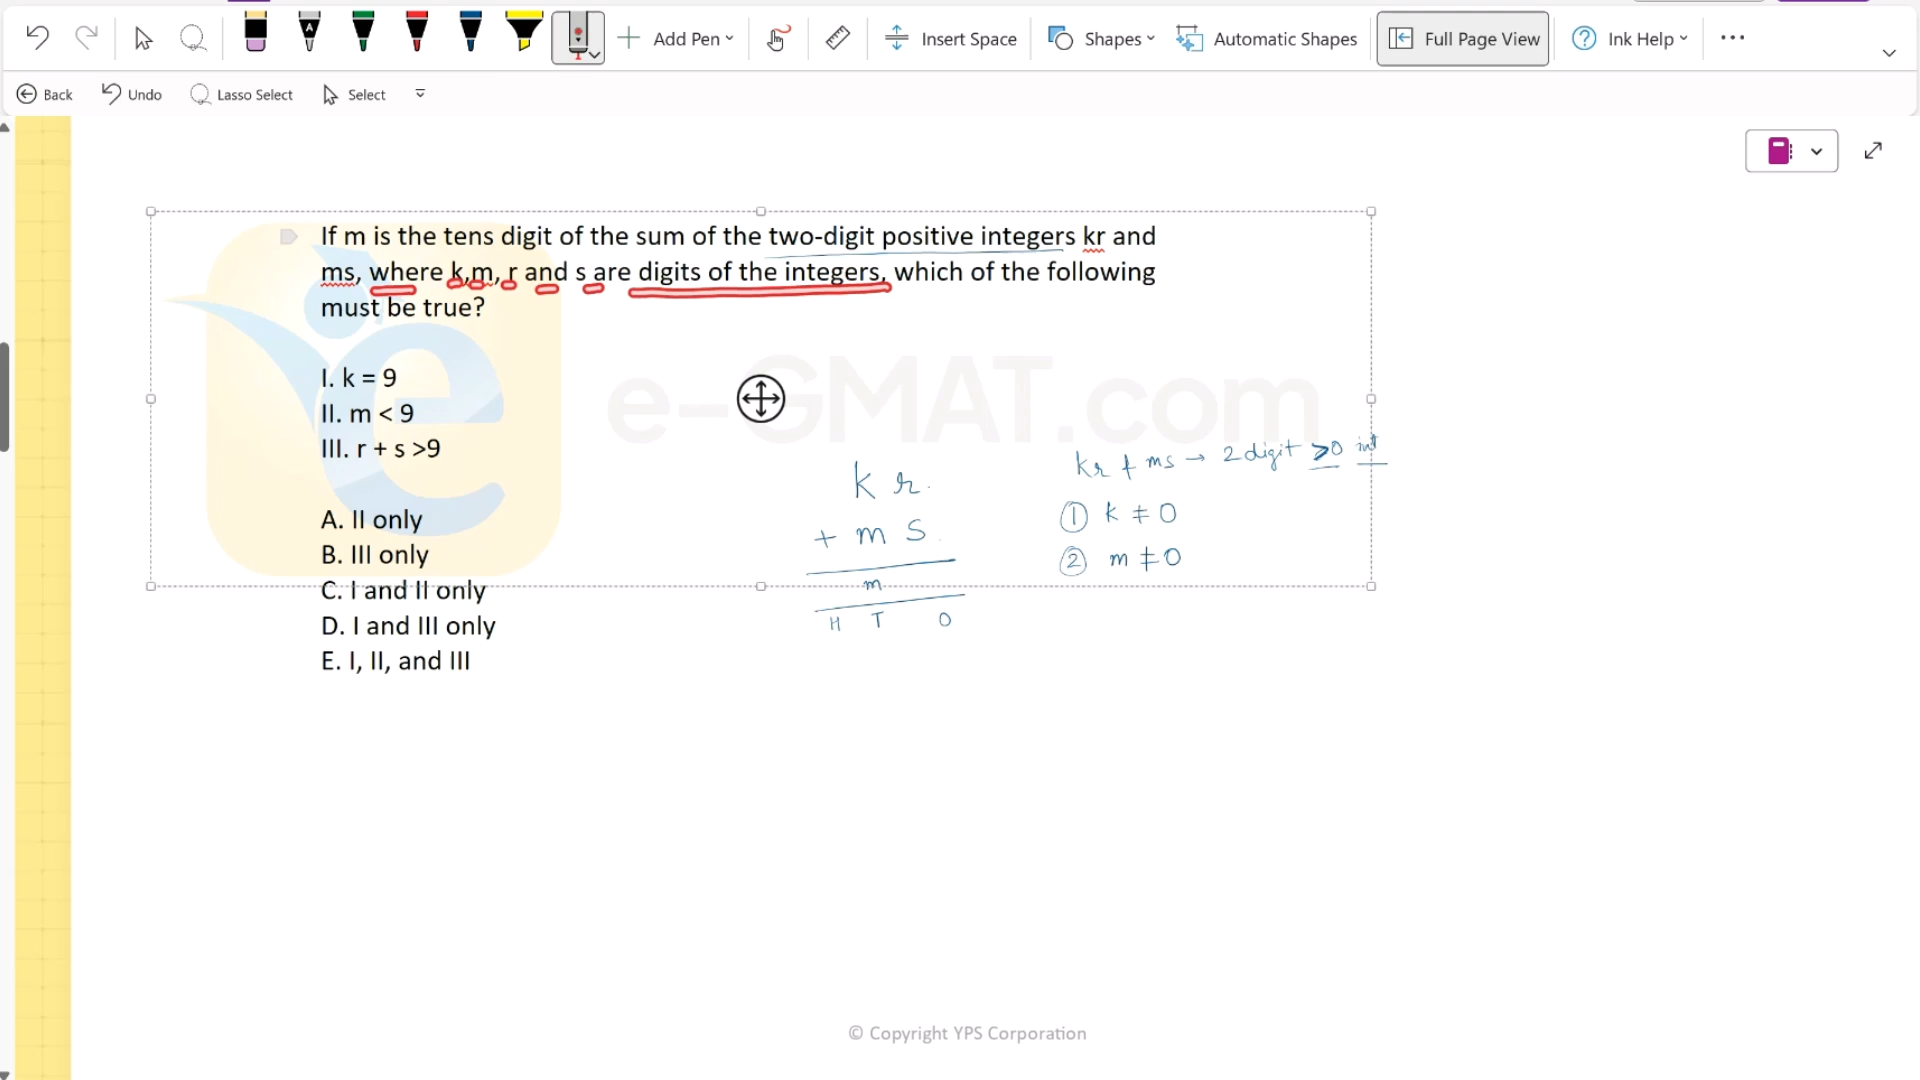 Add Pen
Insert Space
Shapes
Automatic Shapes
Full Page View
Ink Help
Back
Undo
Lasso Select
Select
If m is the tens digit of the sum of the two-digit positive integers kr and
ms, where k,m, r and s are digits of the integers, which of the following
must be true?
I. k = 9
II. m < 9
III. r + s >9
A. II only
B. III only
C. I and II only
D. I and III only
E. I, II, and III
e-GMAT.com
k r
+ m s
m
H T O
kr + ms → 2 digit >0 int
① k ≠ 0
② m ≠ 0
© Copyright YPS Corporation